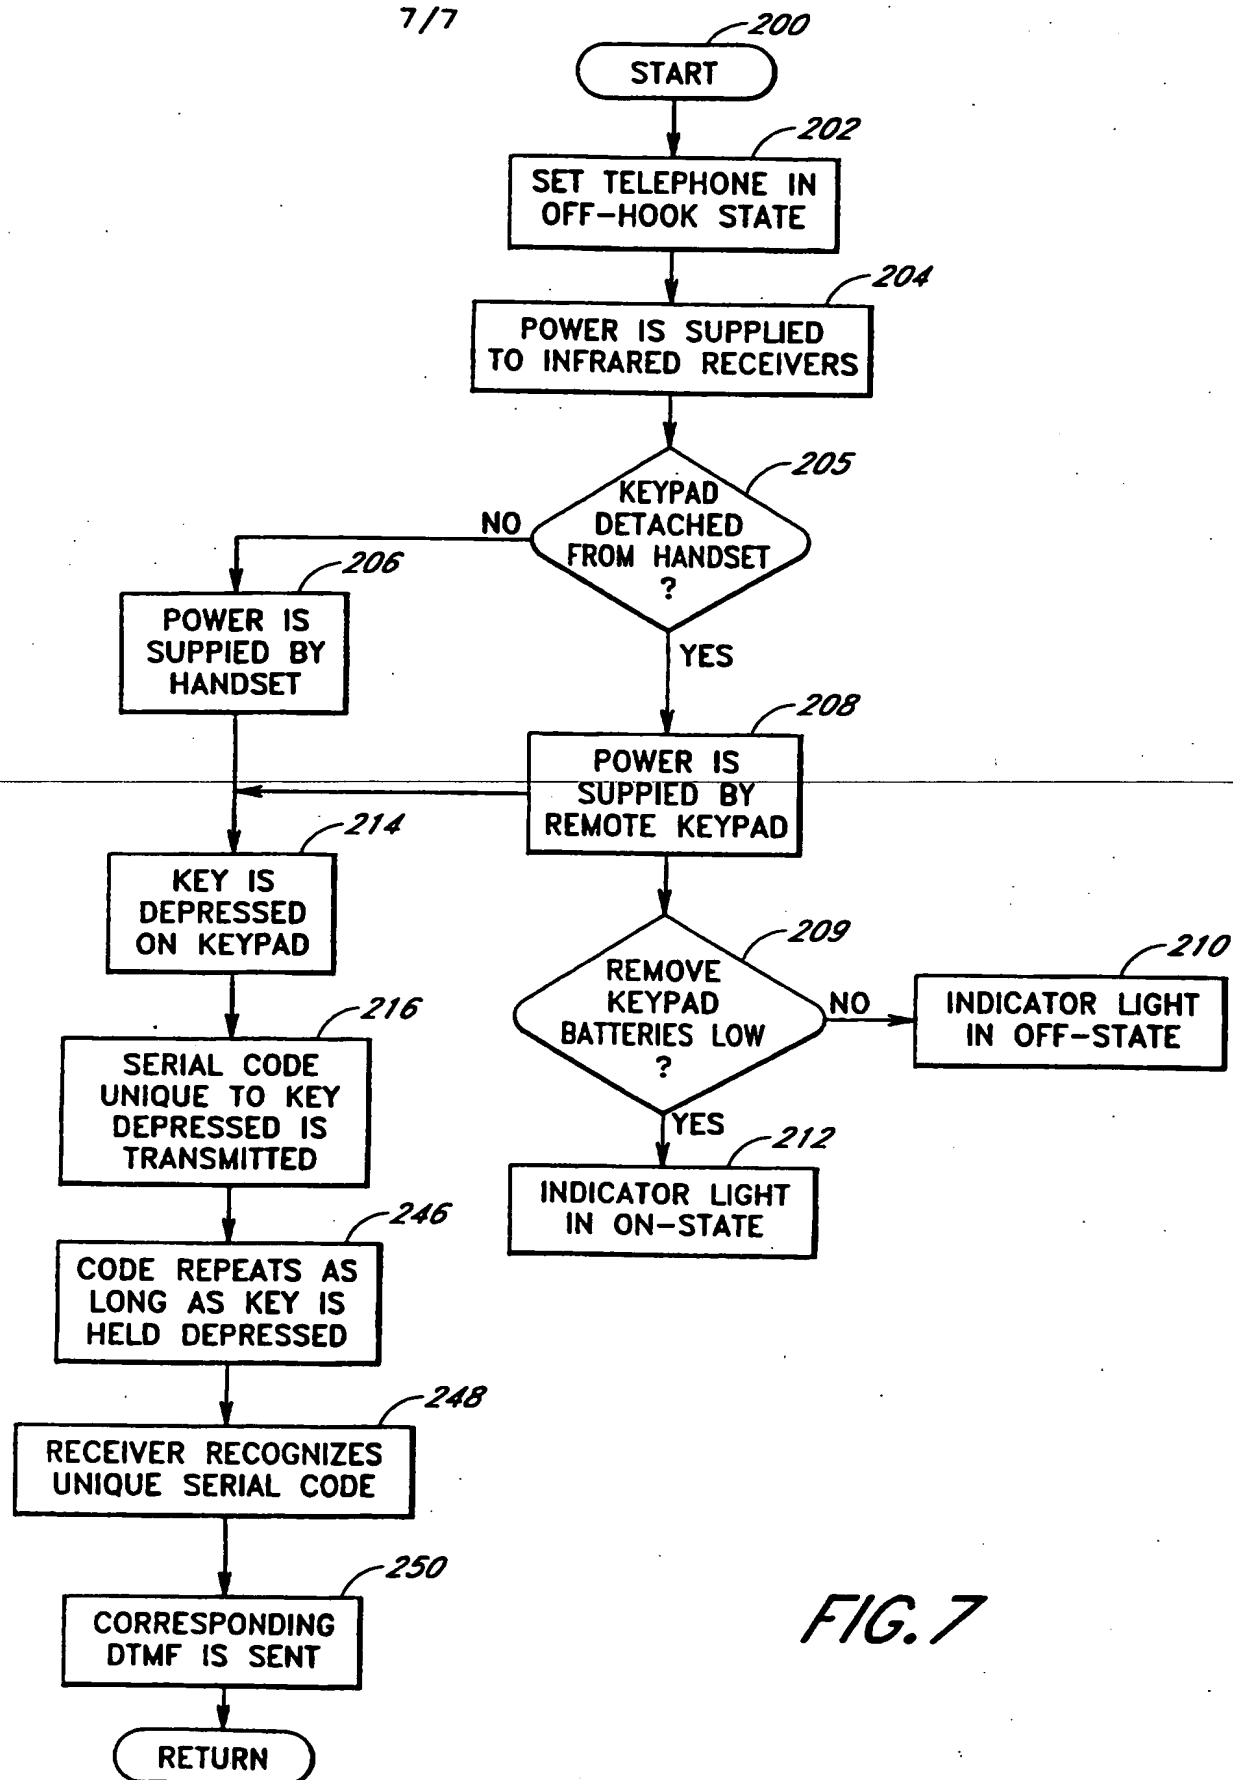 7/7
200
START
202
SET TELEPHONE IN
OFF-HOOK STATE
204
POWER IS SUPPLIED
TO INFRARED RECEIVERS
205
KEYPAD
DETACHED
FROM HANDSET
?
NO
YES
206
POWER IS
SUPPIED BY
HANDSET
208
POWER IS
SUPPIED BY
REMOTE KEYPAD
214
KEY IS
DEPRESSED
ON KEYPAD
209
REMOVE
KEYPAD
BATTERIES LOW
?
NO
210
INDICATOR LIGHT
IN OFF-STATE
YES
212
INDICATOR LIGHT
IN ON-STATE
216
SERIAL CODE
UNIQUE TO KEY
DEPRESSED IS
TRANSMITTED
246
CODE REPEATS AS
LONG AS KEY IS
HELD DEPRESSED
248
RECEIVER RECOGNIZES
UNIQUE SERIAL CODE
250
CORRESPONDING
DTMF IS SENT
RETURN
FIG. 7